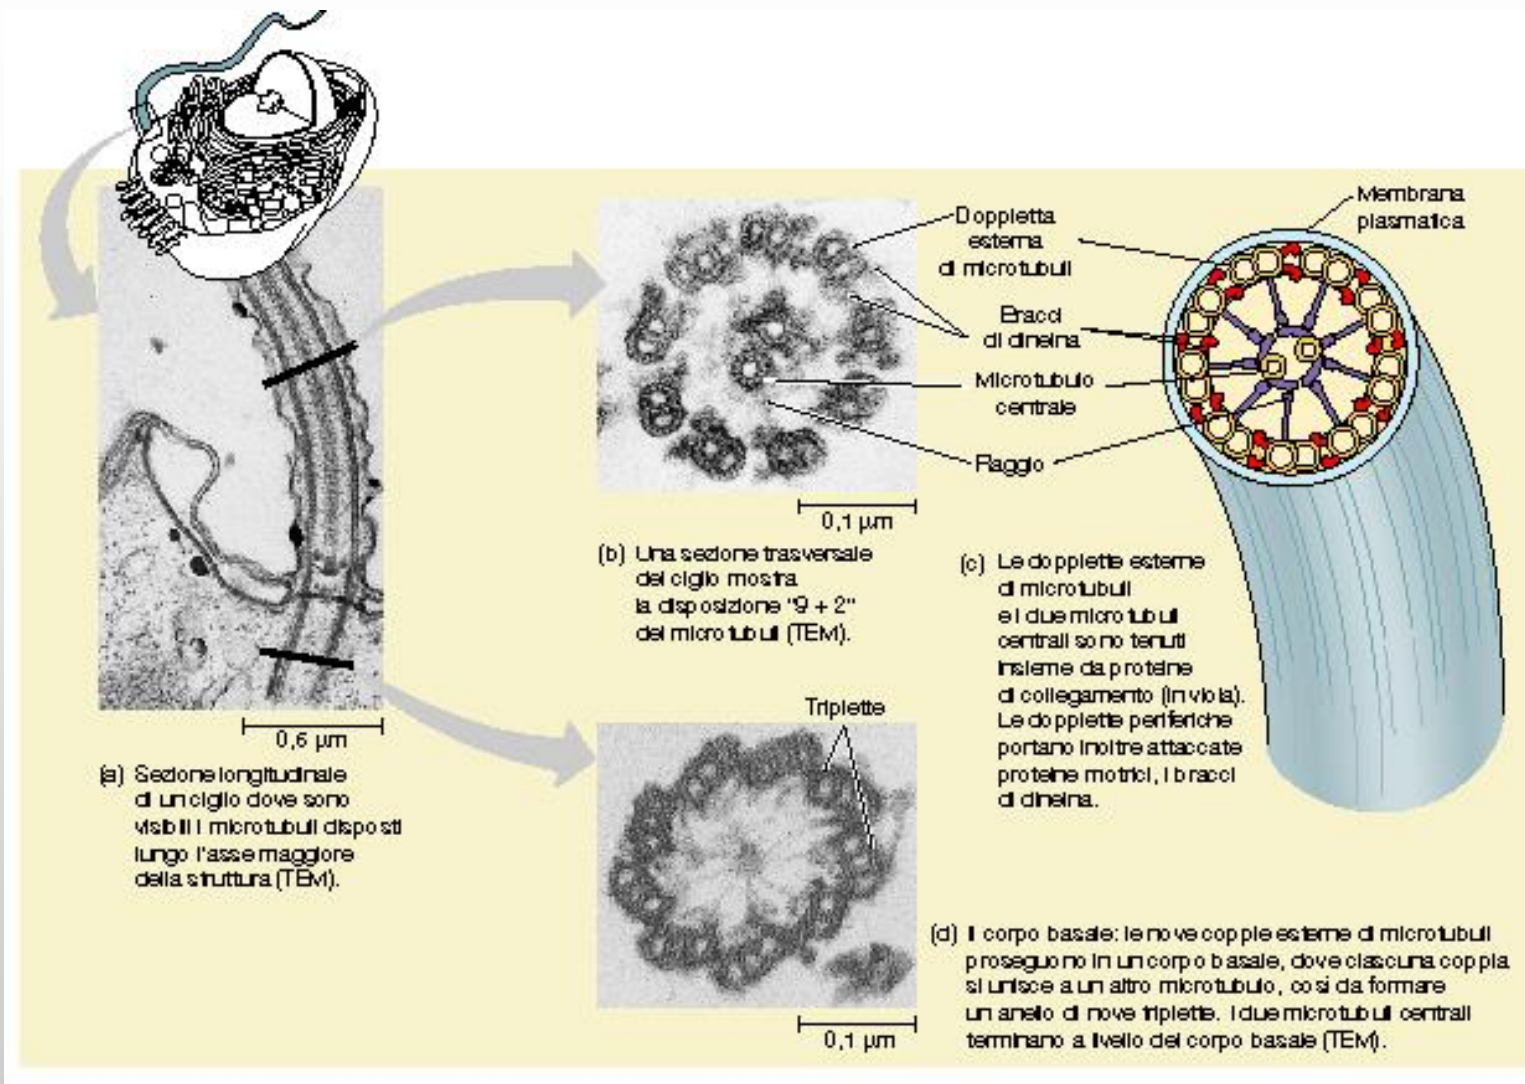 Membrana
plasmatica
Doppietta
esterna
di microtubuli
Bracci
di dineina
Microtubulo
centrale
Raggio
0,1 µm
(b) Una sezione trasversale
del ciglio mostra
la disposizione "9 + 2"
dei microtubuli (TEM).
(c) Le doppiette esterne
di microtubuli
e i due microtubuli
centrali sono tenuti
insieme da proteine
di collegamento (in viola).
Le doppiette periferiche
portano inoltre attaccate
proteine motrici, i bracci
di dineina.
0,6 µm
(a) Sezione longitudinale
di un ciglio dove sono
visibili i microtubuli disposti
lungo l'asse maggiore
della struttura (TEM).
Triplette
0,1 µm
(d) Il corpo basale: le nove coppie esterne di microtubuli
proseguono in un corpo basale, dove ciascuna coppia
si unisce a un altro microtubulo, così da formare
un anello di nove triplette. I due microtubuli centrali
terminano a livello del corpo basale (TEM).